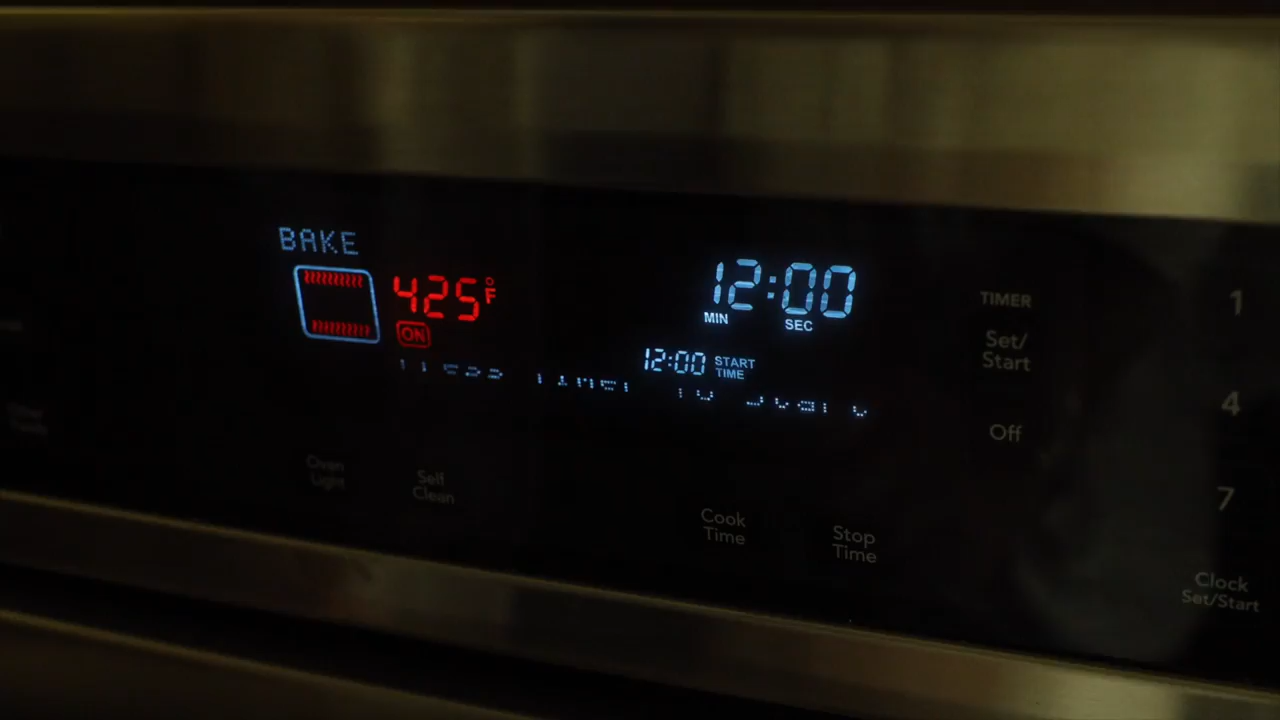 BAKE
425°F
ON
12:00
MIN SEC
12:00 START
TIME
TIMER
Set/
Start
Off
1
4
7
Oven
Light
Self
Clean
Cook
Time
Stop
Time
Clock
Set/Start